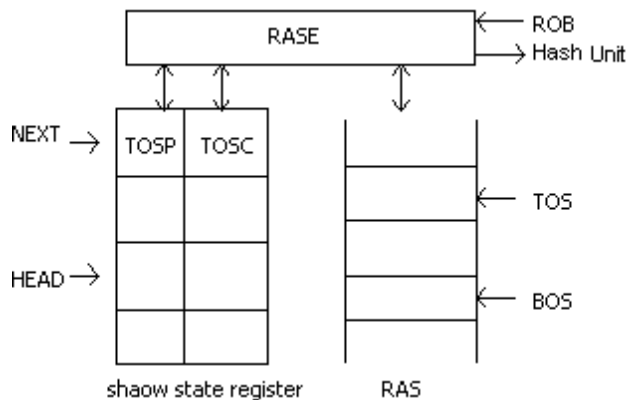 RASE
ROB
Hash Unit
NEXT
TOSP
TOSC
TOS
HEAD
BOS
shaow state register
RAS